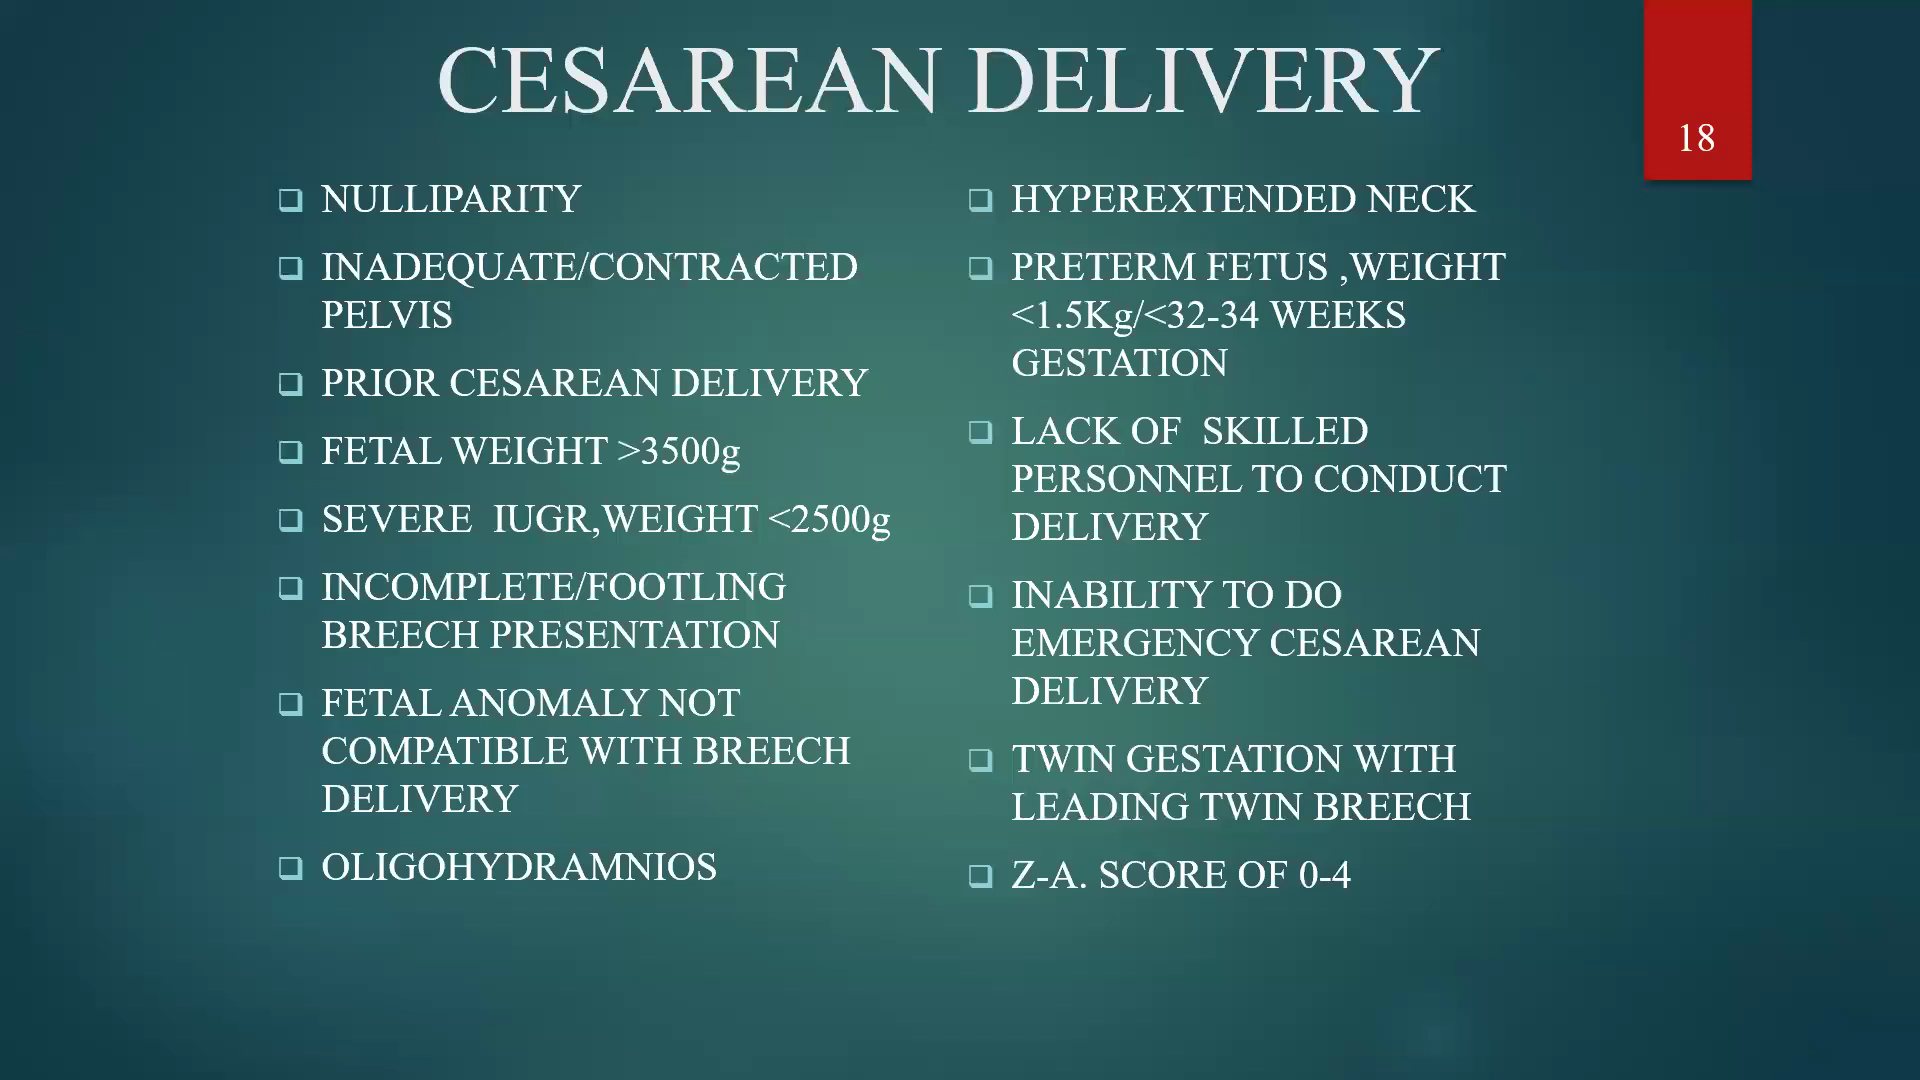 CESAREAN DELIVERY
18
NULLIPARITY
INADEQUATE/CONTRACTED
PELVIS
PRIOR CESAREAN DELIVERY
FETAL WEIGHT >3500g
SEVERE  IUGR,WEIGHT <2500g
INCOMPLETE/FOOTLING
BREECH PRESENTATION
FETAL ANOMALY NOT
COMPATIBLE WITH BREECH
DELIVERY
OLIGOHYDRAMNIOS
HYPEREXTENDED NECK
PRETERM FETUS ,WEIGHT
<1.5Kg/<32-34 WEEKS
GESTATION
LACK OF  SKILLED
PERSONNEL TO CONDUCT
DELIVERY
INABILITY TO DO
EMERGENCY CESAREAN
DELIVERY
TWIN GESTATION WITH
LEADING TWIN BREECH
Z-A. SCORE OF 0-4